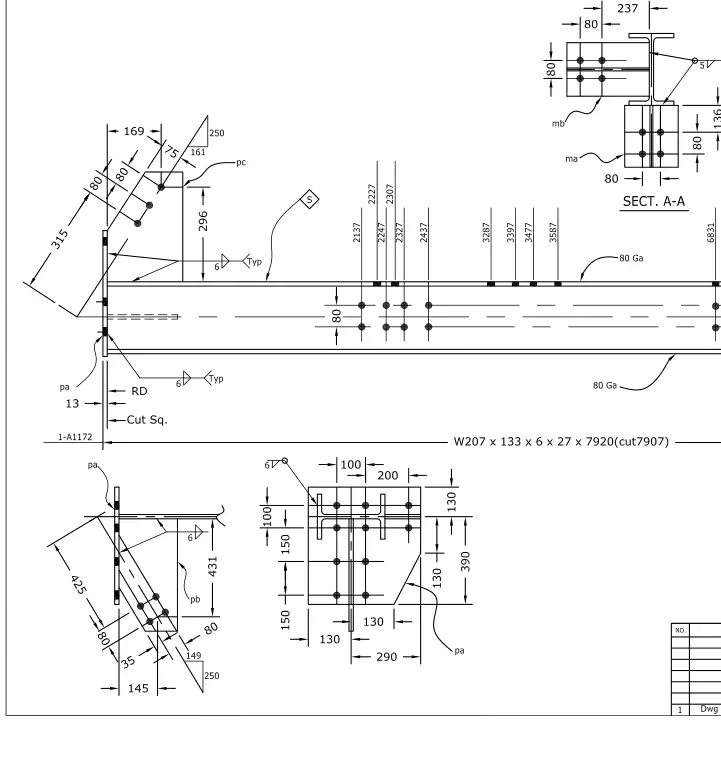 237
80
80
5
mb
136
80
ma
80
SECT. A-A
169
250
161
75
pc
80
80
315
296
S
6
Typ
2137
2227
2247
2307
2327
2437
3287
3397
3477
3587
6831
80 Ga
80
80 Ga
pa
6
Typ
RD
13
Cut Sq.
1-A1172
W207 x 133 x 6 x 27 x 7920(cut7907)
pa
6
425
431
pb
80
35
80
149
250
145
6
100
200
130
100
150
150
130
390
130
130
290
pa
NO.
1
Dwg